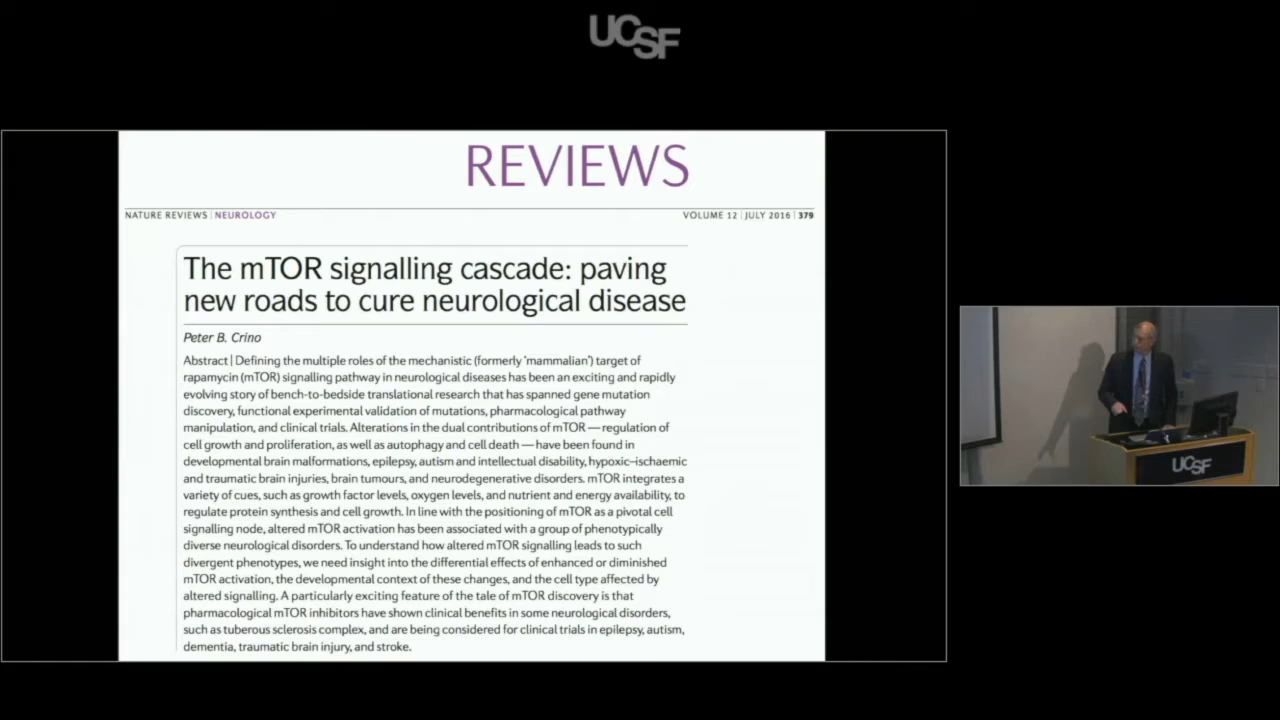 UCSF
REVIEWS
NATURE REVIEWS | NEUROLOGY
VOLUME 12 | JULY 2016 | 379
The mTOR signalling cascade: paving
new roads to cure neurological disease
Peter B. Crino
Abstract | Defining the multiple roles of the mechanistic (formerly ‘mammalian’) target of
rapamycin (mTOR) signalling pathway in neurological diseases has been an exciting and rapidly
evolving story of bench-to-bedside translational research that has spanned gene mutation
discovery, functional experimental validation of mutations, pharmacological pathway
manipulation, and clinical trials. Alterations in the dual contributions of mTOR — regulation of
cell growth and proliferation, as well as autophagy and cell death — have been found in
developmental brain malformations, epilepsy, autism and intellectual disability, hypoxic–ischaemic
and traumatic brain injuries, brain tumours, and neurodegenerative disorders. mTOR integrates a
variety of cues, such as growth factor levels, oxygen levels, and nutrient and energy availability, to
regulate protein synthesis and cell growth. In line with the positioning of mTOR as a pivotal cell
signalling node, altered mTOR activation has been associated with a group of phenotypically
diverse neurological disorders. To understand how altered mTOR signalling leads to such
divergent phenotypes, we need insight into the differential effects of enhanced or diminished
mTOR activation, the developmental context of these changes, and the cell type affected by
altered signalling. A particularly exciting feature of the tale of mTOR discovery is that
pharmacological mTOR inhibitors have shown clinical benefits in some neurological disorders,
such as tuberous sclerosis complex, and are being considered for clinical trials in epilepsy, autism,
dementia, traumatic brain injury, and stroke.
UCSF